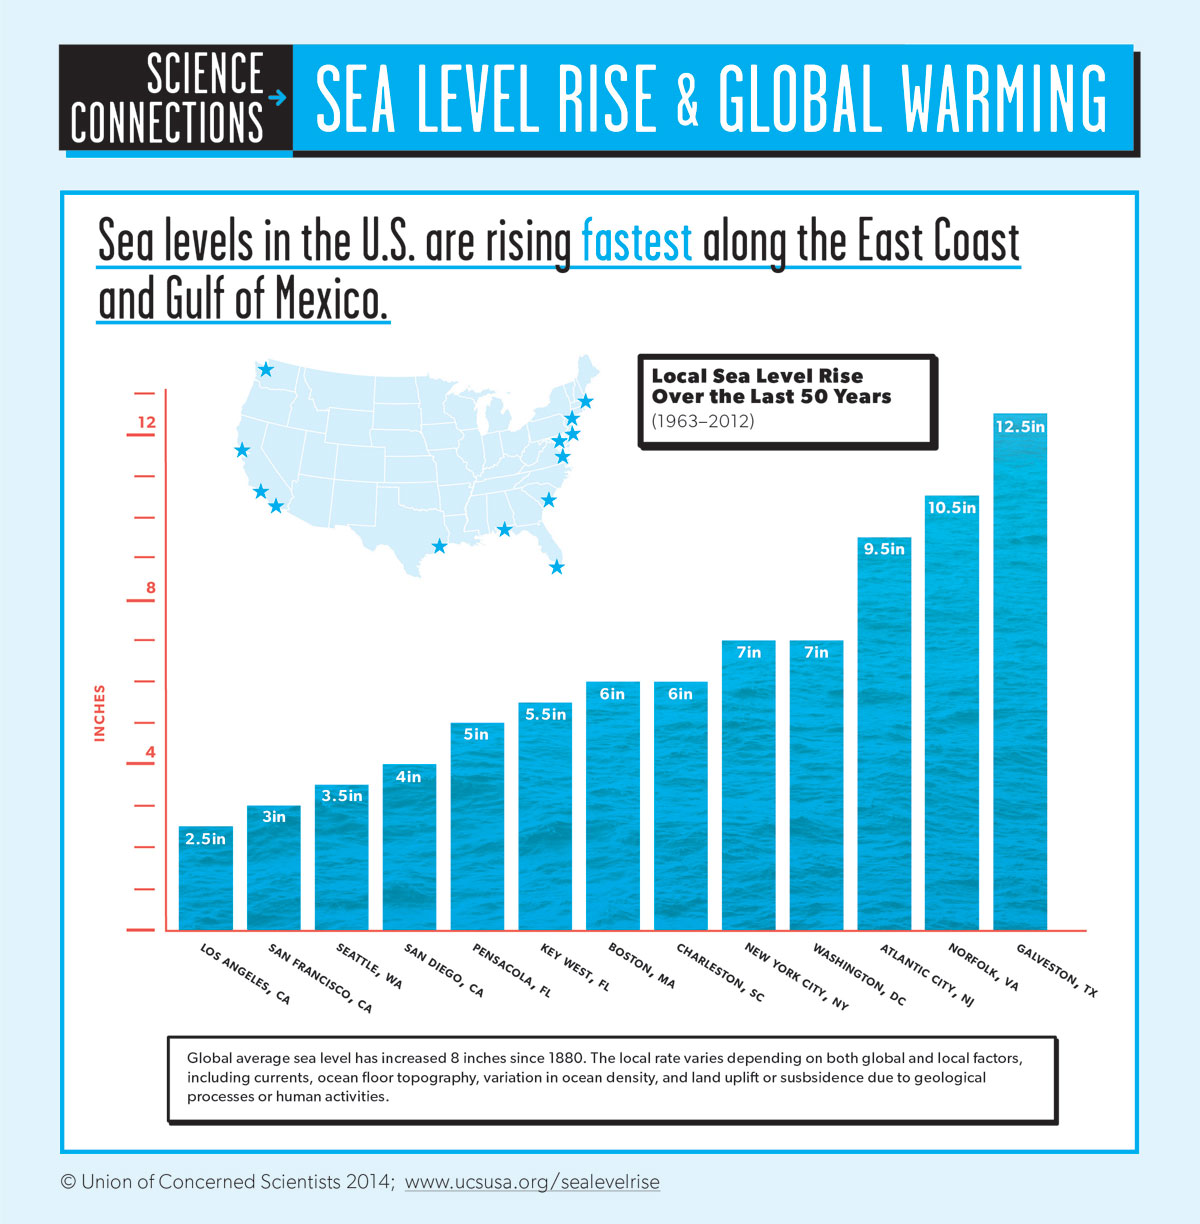 SCIENCE
CONNECTIONS
SEA LEVEL RISE & GLOBAL WARMING
Sea levels in the U.S. are rising fastest along the East Coast
and Gulf of Mexico.
Local Sea Level Rise
Over the Last 50 Years
(1963–2012)
12
8
4
INCHES
2.5in
3in
3.5in
4in
5in
5.5in
6in
6in
7in
7in
9.5in
10.5in
12.5in
LOS ANGELES, CA
SAN FRANCISCO, CA
SEATTLE, WA
SAN DIEGO, CA
PENSACOLA, FL
KEY WEST, FL
BOSTON, MA
CHARLESTON, SC
NEW YORK CITY, NY
WASHINGTON, DC
ATLANTIC CITY, NJ
NORFOLK, VA
GALVESTON, TX
Global average sea level has increased 8 inches since 1880. The local rate varies depending on both global and local factors,
including currents, ocean floor topography, variation in ocean density, and land uplift or susbsidence due to geological
processes or human activities.
© Union of Concerned Scientists 2014; www.ucsusa.org/sealevelrise